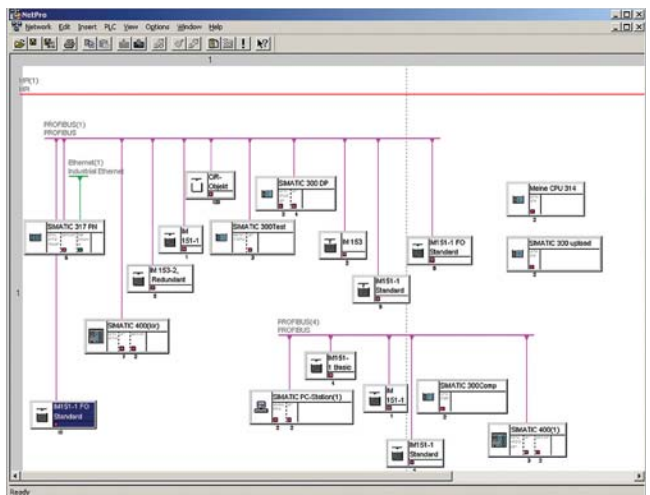 NetPro
Network Edit Insert PLC View Options Window Help
1
MPI(1)
MPI
PROFIBUS(1)
PROFIBUS
Ethernet(1)
Industrial Ethernet
OR-
Objekt
SIMATIC 300 DP
Meine CPU 314
SIMATIC 317 PN
IM
151-1
SIMATIC 300Test
IM 153
IM151-1 FO
Standard
SIMATIC 300 upload
IM 153-2,
Redundant
IM151-1
Standard
1
SIMATIC 400(for)
PROFIBUS(4)
PROFIBUS
IM151-
1 Basic
IM151-1 FO
Standard
SIMATIC PC-Station(1)
IM
151-1
SIMATIC 300Comp
SIMATIC 400(1)
IM151-1
Standard
Ready